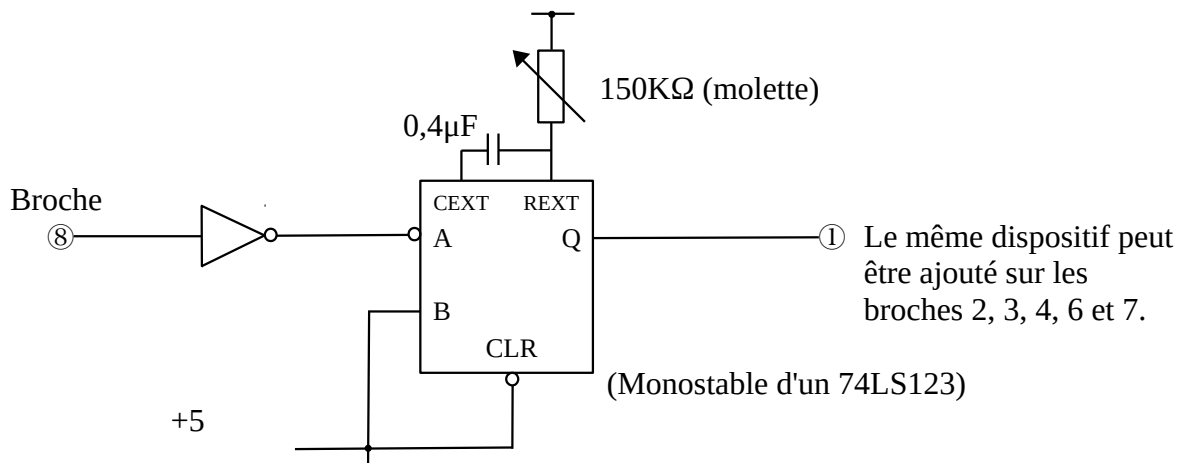 150KΩ (molette)
0,4μF
Broche
8
CEXT
REXT
A
Q
1
Le même dispositif peut
être ajouté sur les
broches 2, 3, 4, 6 et 7.
B
CLR
(Monostable d'un 74LS123)
+5